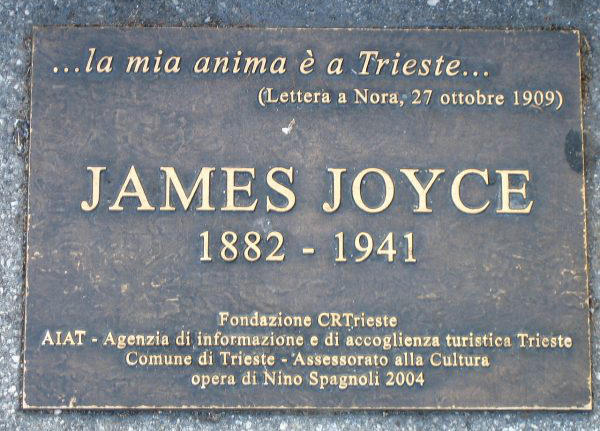 ...la mia anima è a Trieste...
(Lettera a Nora, 27 ottobre 1909)
JAMES JOYCE
1882 - 1941
Fondazione CRTrieste
AIAT - Agenzia di informazione e di accoglienza turistica Trieste
Comune di Trieste - Assessorato alla Cultura
opera di Nino Spagnoli 2004